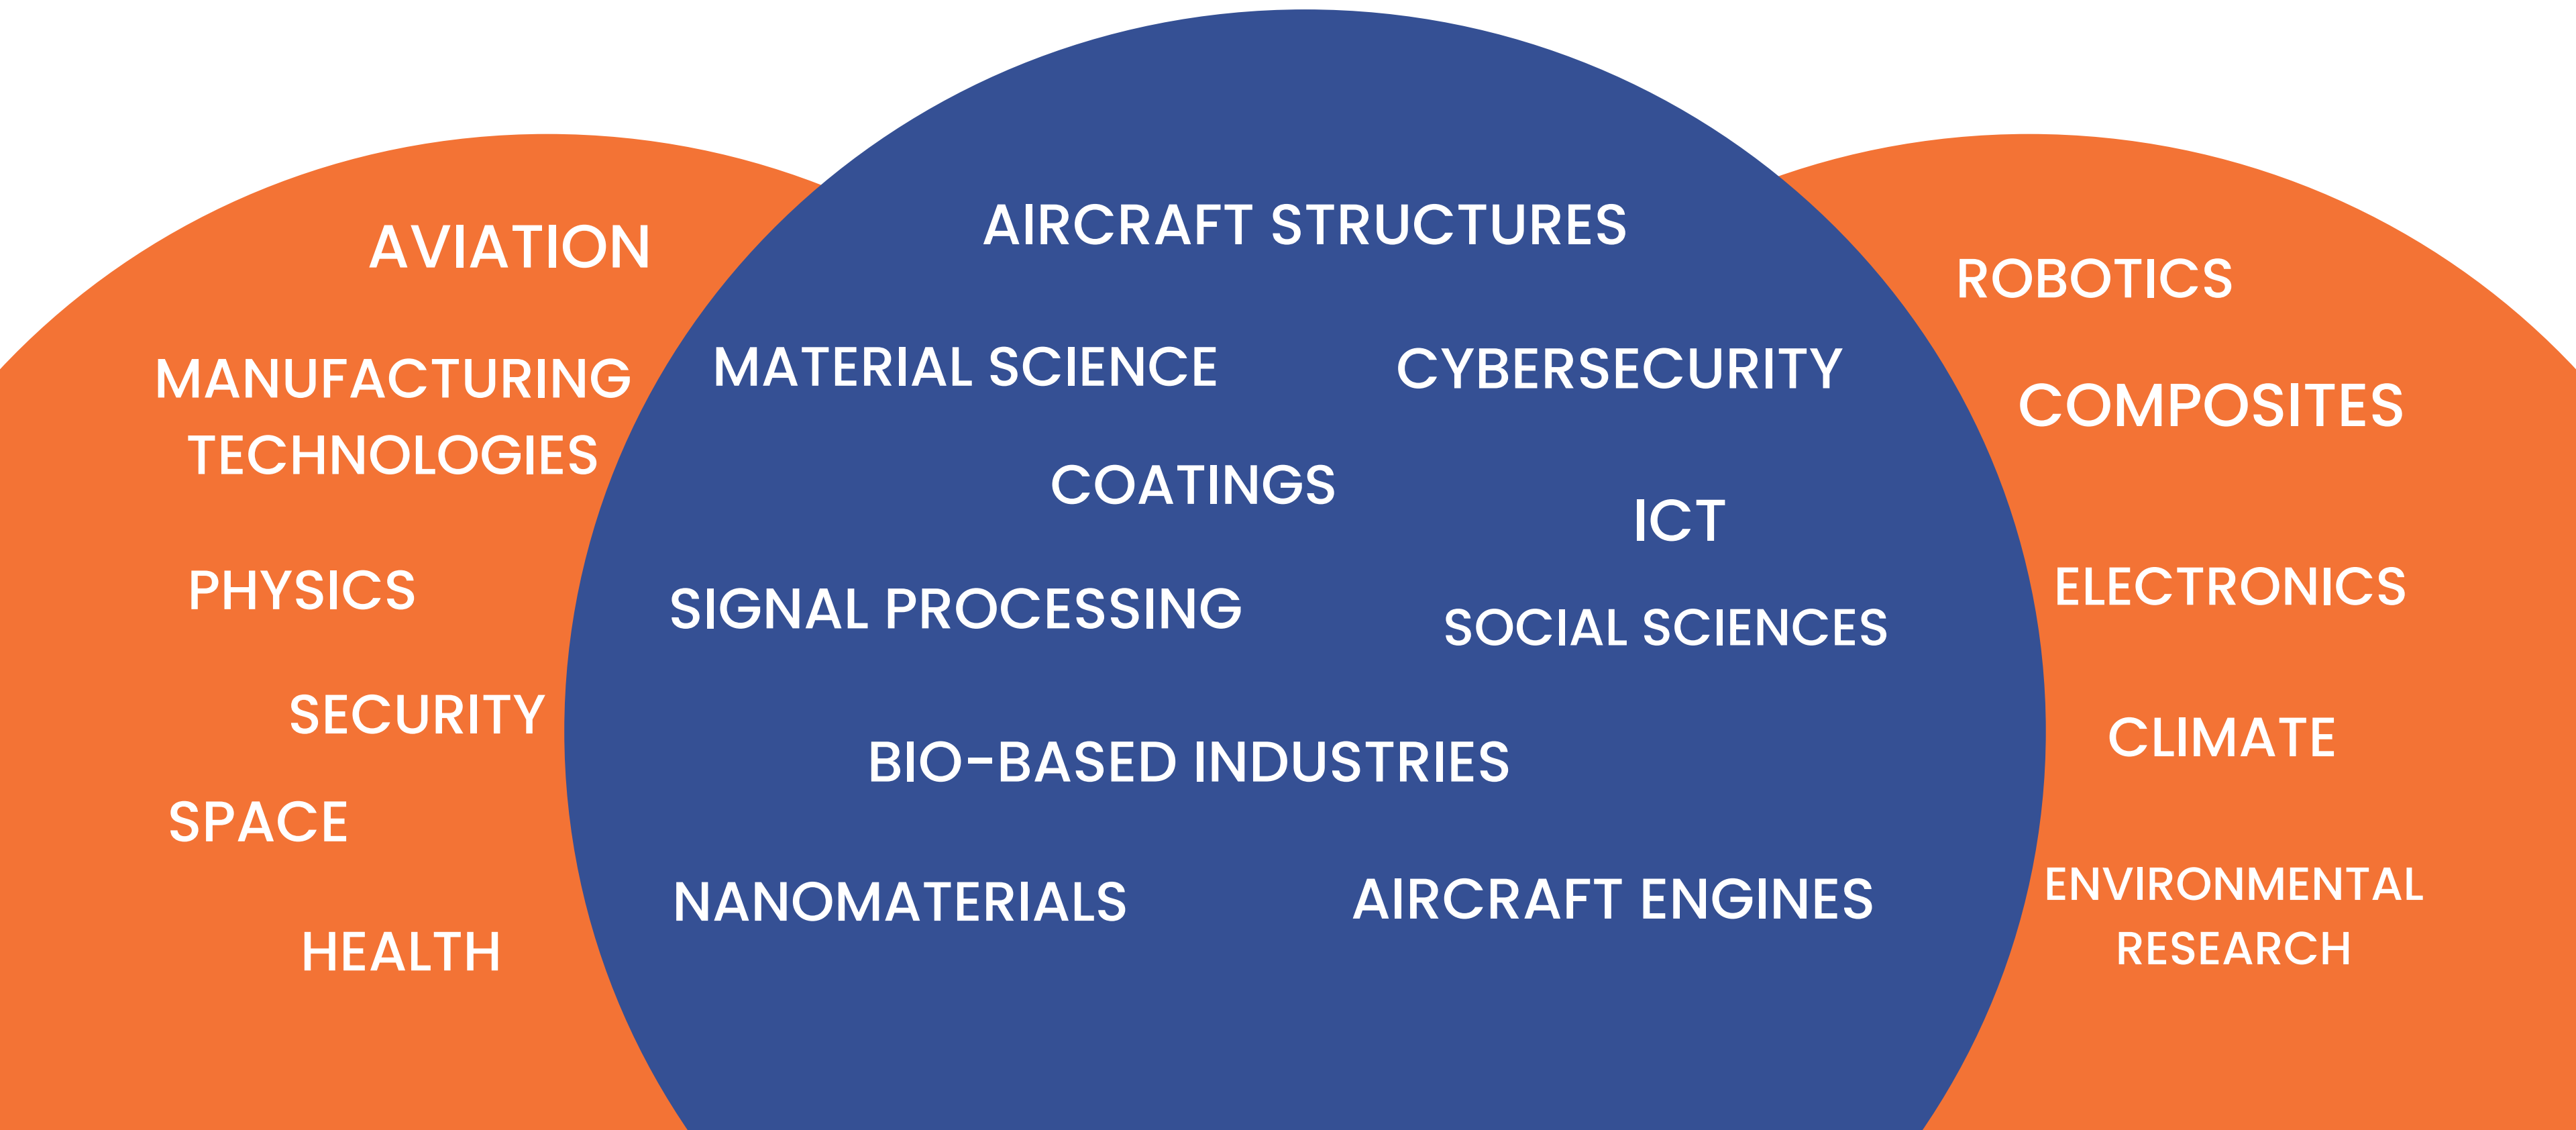 AVIATION
MANUFACTURING
TECHNOLOGIES
PHYSICS
SECURITY
SPACE
HEALTH
AIRCRAFT STRUCTURES
MATERIAL SCIENCE
CYBERSECURITY
COATINGS
ICT
SIGNAL PROCESSING
SOCIAL SCIENCES
BIO-BASED INDUSTRIES
NANOMATERIALS
AIRCRAFT ENGINES
ROBOTICS
COMPOSITES
ELECTRONICS
CLIMATE
ENVIRONMENTAL
RESEARCH